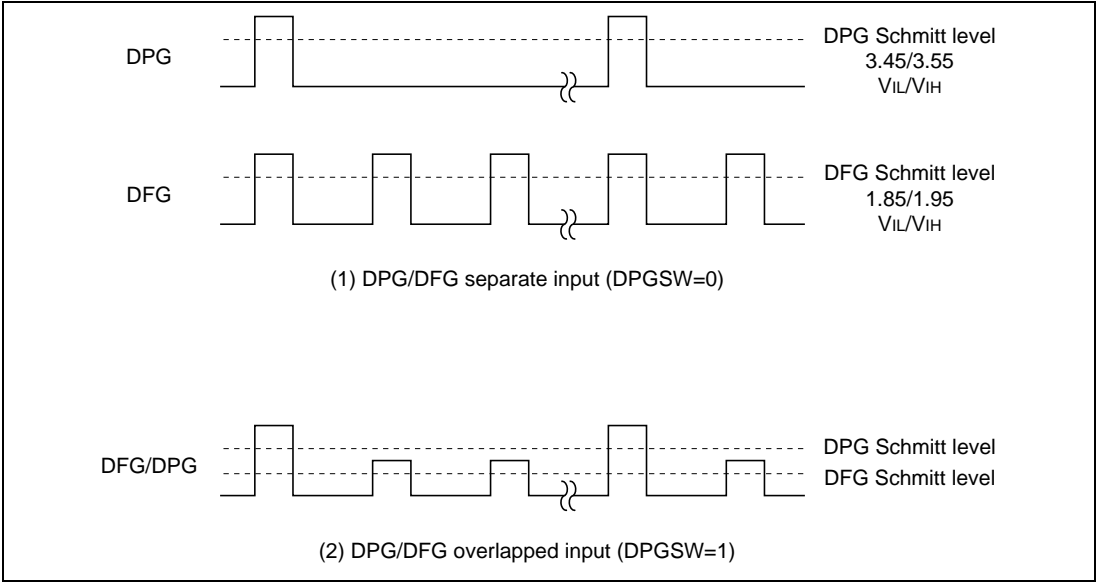 DPG
DPG Schmitt level
3.45/3.55
VIL/VIH
DFG
DFG Schmitt level
1.85/1.95
VIL/VIH
(1) DPG/DFG separate input (DPGSW=0)
DFG/DPG
DPG Schmitt level
DFG Schmitt level
(2) DPG/DFG overlapped input (DPGSW=1)